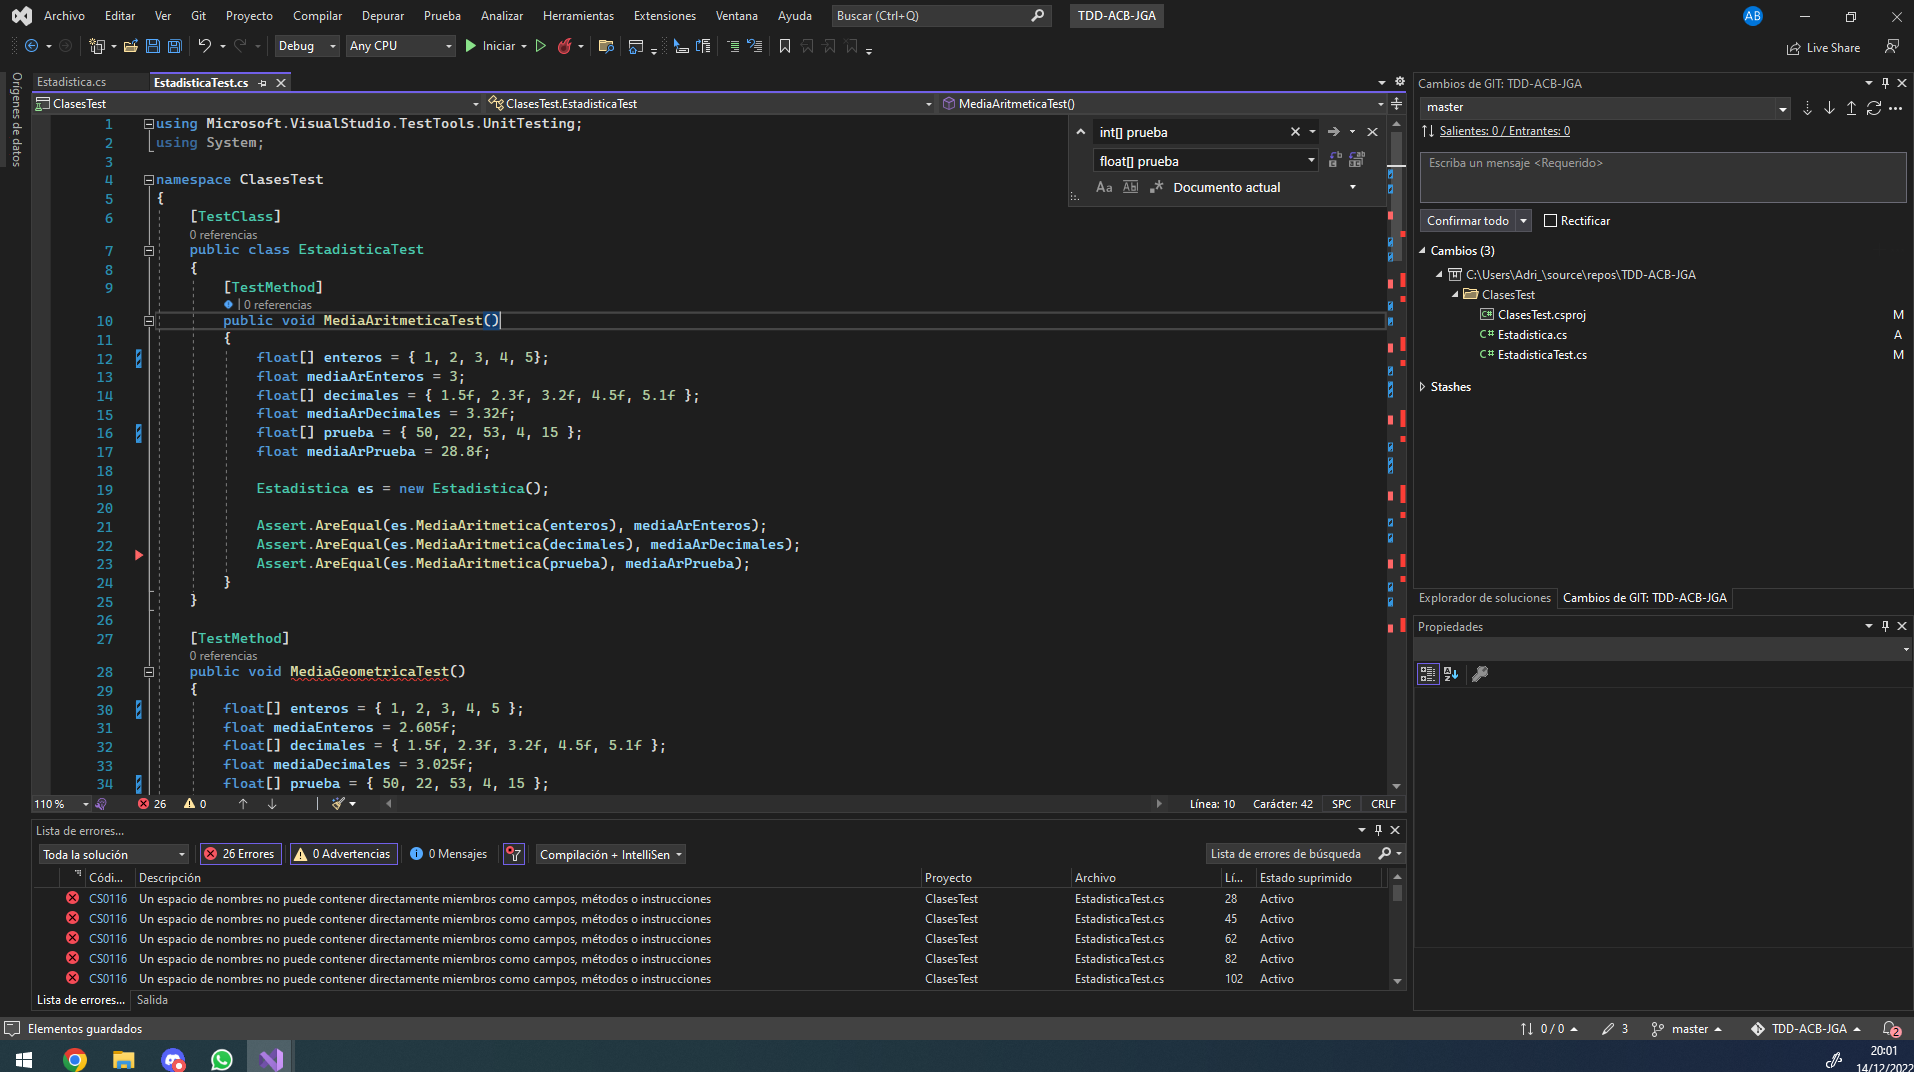 Archivo Editar Ver Git Proyecto Compilar Depurar Prueba Analizar Herramientas Extensiones Ventana Ayuda Buscar (Ctrl+Q) TDD-ACB-JGA AB
Debug Any CPU Iniciar Live Share
Orígenes de datos
Estadistica.cs EstadisticaTest.cs
ClasesTest ClasesTest.EstadisticaTest MediaAritmeticaTest()
1 using Microsoft.VisualStudio.TestTools.UnitTesting;
2 using System;
3
4 namespace ClasesTest
5 {
6 [TestClass]
0 referencias
7 public class EstadisticaTest
8 {
9 [TestMethod]
0 referencias
10 public void MediaAritmeticaTest()
11 {
12 float[] enteros = { 1, 2, 3, 4, 5};
13 float mediaArEnteros = 3;
14 float[] decimales = { 1.5f, 2.3f, 3.2f, 4.5f, 5.1f };
15 float mediaArDecimales = 3.32f;
16 float[] prueba = { 50, 22, 53, 4, 15 };
17 float mediaArPrueba = 28.8f;
18
19 Estadistica es = new Estadistica();
20
21 Assert.AreEqual(es.MediaAritmetica(enteros), mediaArEnteros);
22 Assert.AreEqual(es.MediaAritmetica(decimales), mediaArDecimales);
23 Assert.AreEqual(es.MediaAritmetica(prueba), mediaArPrueba);
24 }
25 }
26
27 [TestMethod]
0 referencias
28 public void MediaGeometricaTest()
29 {
30 float[] enteros = { 1, 2, 3, 4, 5 };
31 float mediaEnteros = 2.605f;
32 float[] decimales = { 1.5f, 2.3f, 3.2f, 4.5f, 5.1f };
33 float mediaDecimales = 3.025f;
34 float[] prueba = { 50, 22, 53, 4, 15 };
int[] prueba
float[] prueba
Aa Ab Documento actual
110 % 26 0 Línea: 10 Carácter: 42 SPC CRLF
Lista de errores...
Toda la solución 26 Errores 0 Advertencias 0 Mensajes Compilación + IntelliSen Lista de errores de búsqueda
Códi... Descripción Proyecto Archivo Lí... Estado suprimido
CS0116 Un espacio de nombres no puede contener directamente miembros como campos, métodos o instrucciones ClasesTest EstadisticaTest.cs 28 Activo
CS0116 Un espacio de nombres no puede contener directamente miembros como campos, métodos o instrucciones ClasesTest EstadisticaTest.cs 45 Activo
CS0116 Un espacio de nombres no puede contener directamente miembros como campos, métodos o instrucciones ClasesTest EstadisticaTest.cs 62 Activo
CS0116 Un espacio de nombres no puede contener directamente miembros como campos, métodos o instrucciones ClasesTest EstadisticaTest.cs 82 Activo
CS0116 Un espacio de nombres no puede contener directamente miembros como campos, métodos o instrucciones ClasesTest EstadisticaTest.cs 102 Activo
Lista de errores... Salida
Cambios de GIT: TDD-ACB-JGA
master
Salientes: 0 / Entrantes: 0
Escriba un mensaje <Requerido>
Confirmar todo Rectificar
Cambios (3)
C:\Users\Adri_\source\repos\TDD-ACB-JGA
ClasesTest
C# ClasesTest.csproj M
C# Estadistica.cs A
C# EstadisticaTest.cs M
Stashes
Explorador de soluciones Cambios de GIT: TDD-ACB-JGA
Propiedades
Elementos guardados 0 / 0 3 master TDD-ACB-JGA 2
20:01
14/12/2022